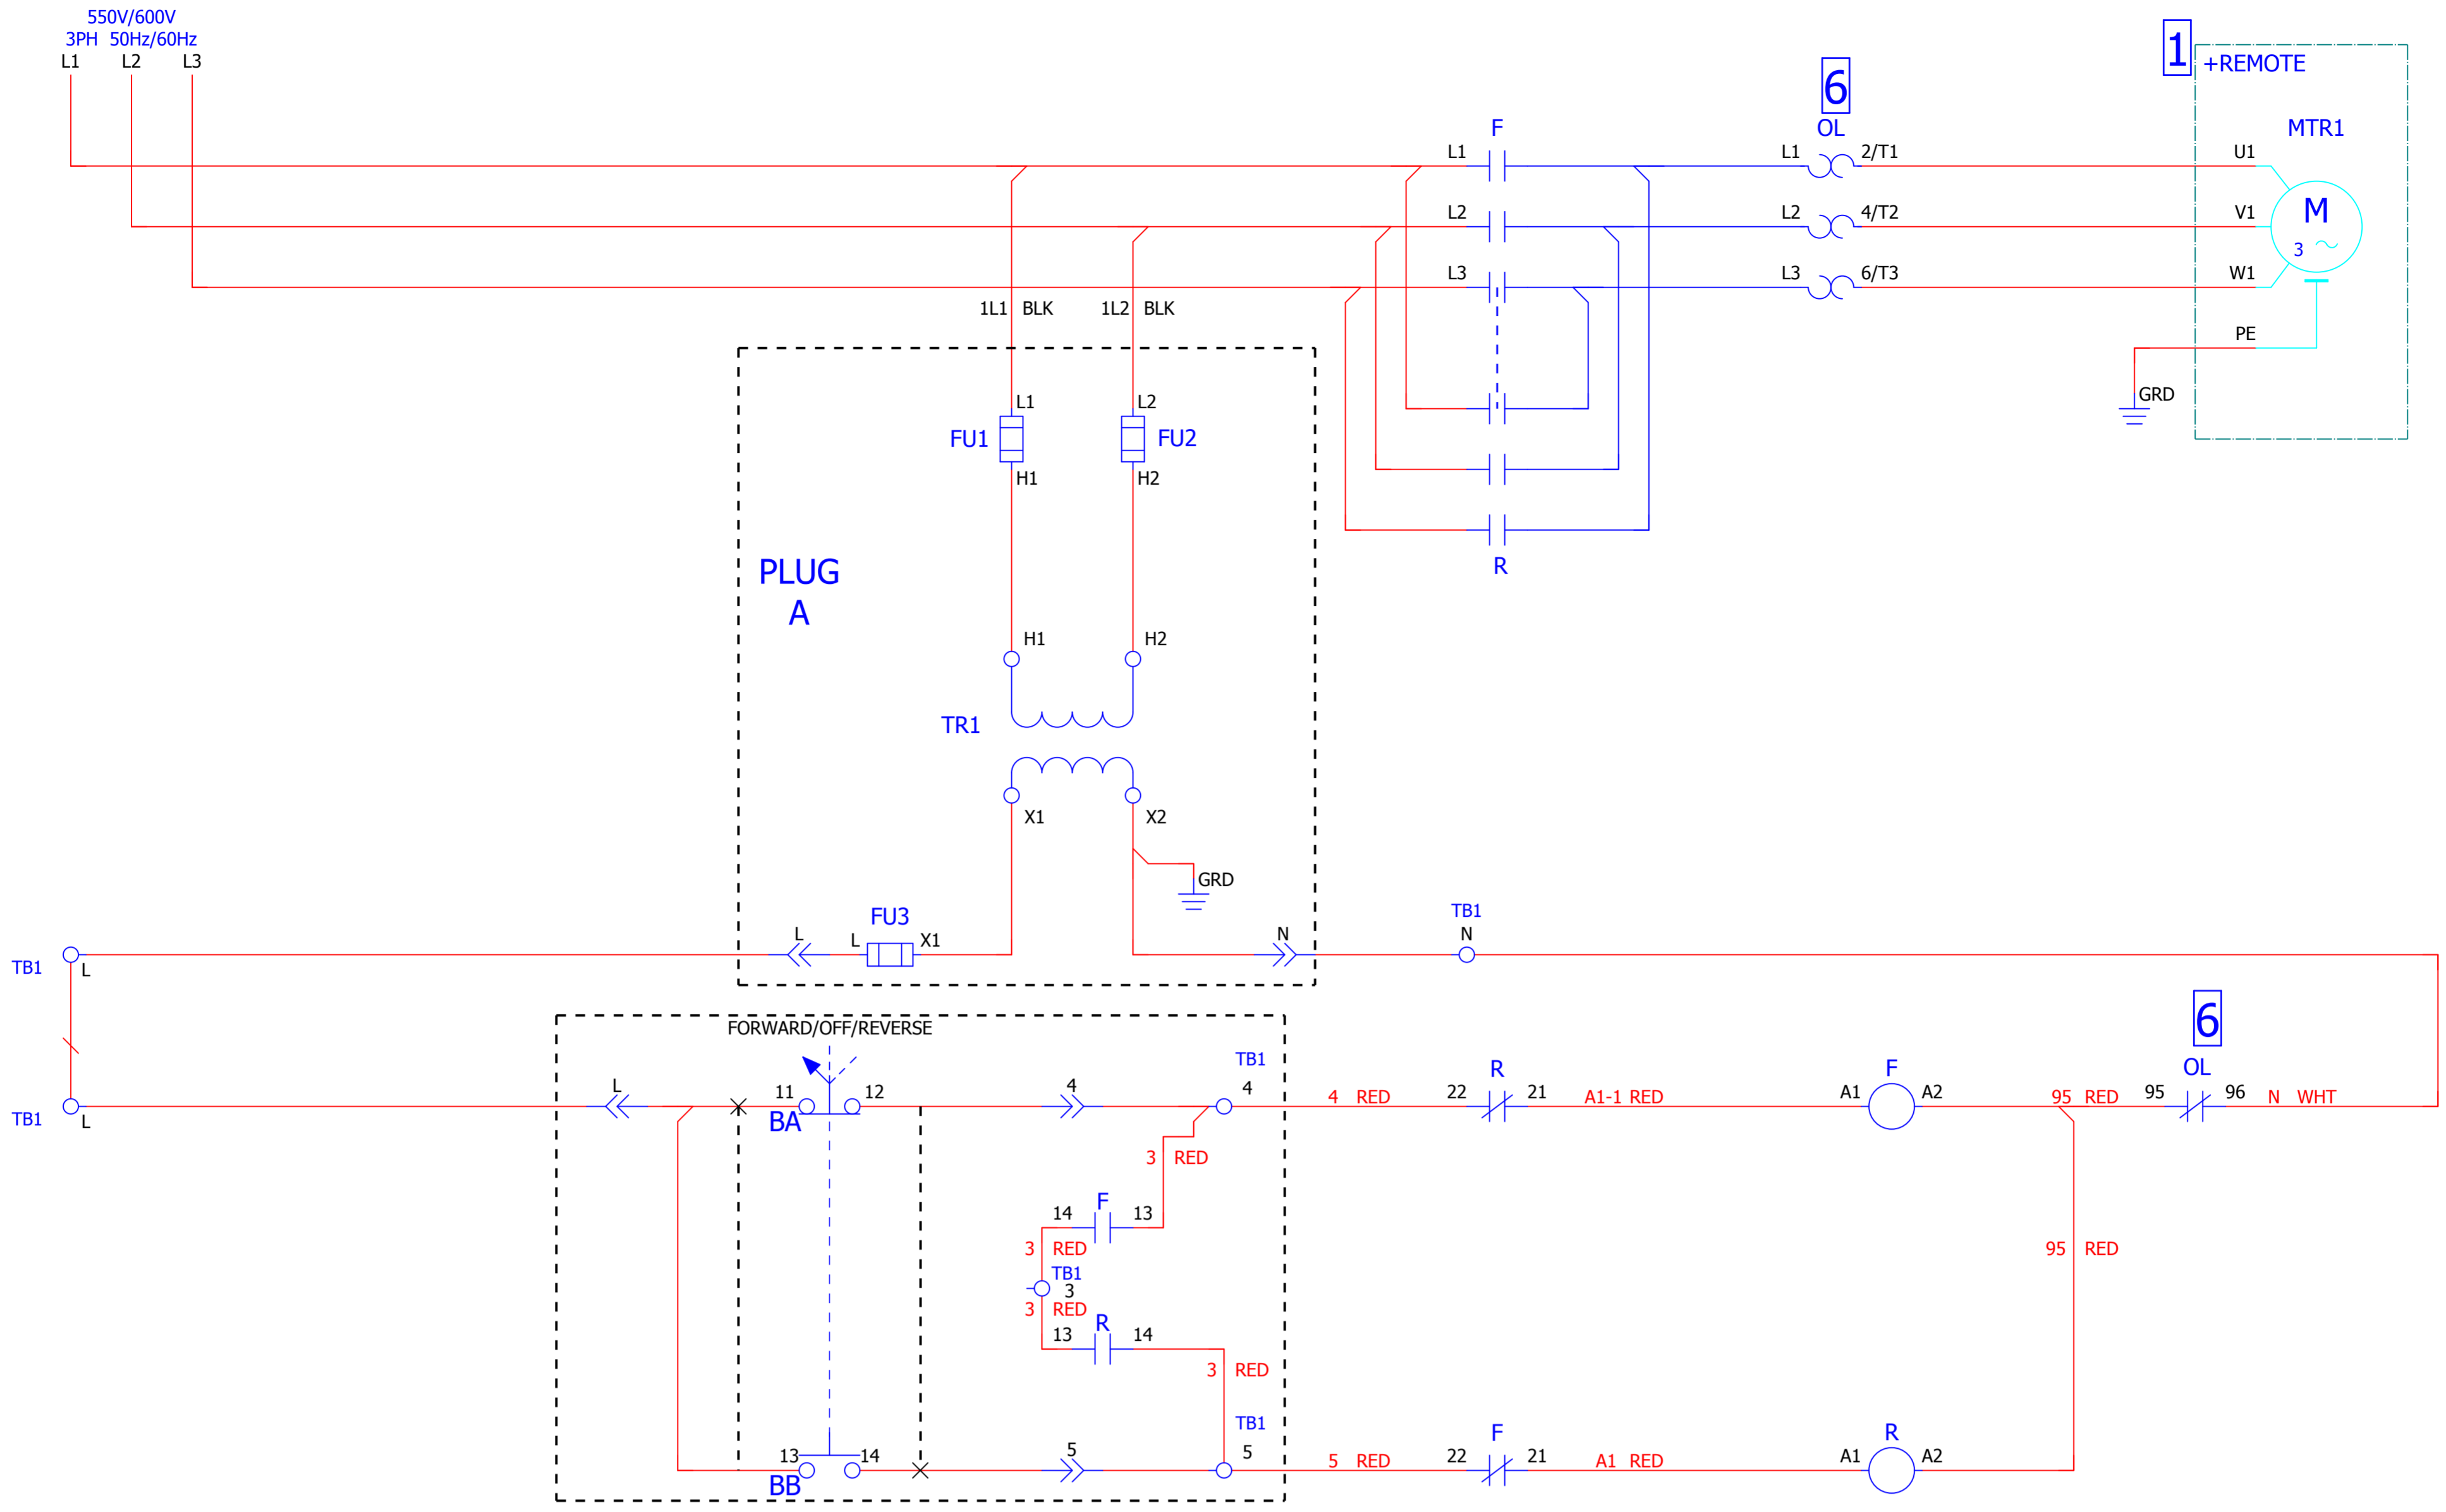 550V/600V
3PH 50Hz/60Hz
L1 L2 L3
1
+REMOTE
6
OL
F
MTR1
L1 L1 2/T1 U1
L2 L2 4/T2 V1
M
3
L3 L3 6/T3 W1
1L1 BLK 1L2 BLK
PE
GRD
L1 L2
FU1 FU2
H1 H2
R
PLUG
A
H1 H2
TR1
X1 X2
GRD
FU3
TB1
L L X1 N N
TB1 L
6
FORWARD/OFF/REVERSE
TB1 R F OL
L 11 12 4 4 4 RED 22 21 A1-1 RED A1 A2 95 RED 95 96 N WHT
TB1 L
BA
3 RED
F
14 13
3 RED
95 RED
TB1
3
3 RED
R
13 14
3 RED
TB1 F R
13 14 5 5 5 RED 22 21 A1 RED A1 A2
BB